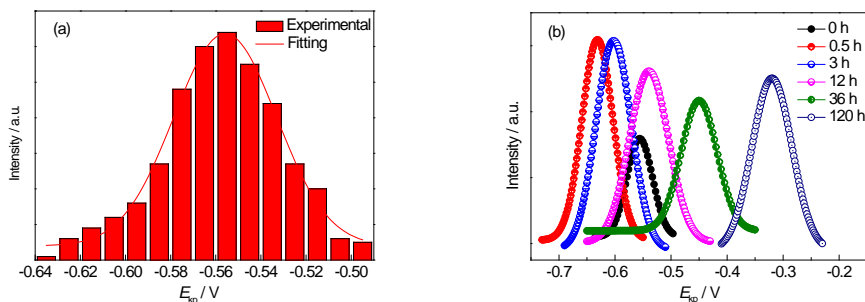 (a)
Experimental
Fitting
Intensity / a.u.
-0.64 -0.62 -0.60 -0.58 -0.56 -0.54 -0.52 -0.50
E_kp / V
(b)
0 h
0.5 h
3 h
12 h
36 h
120 h
Intensity / a.u.
-0.7 -0.6 -0.5 -0.4 -0.3 -0.2
E_kp / V